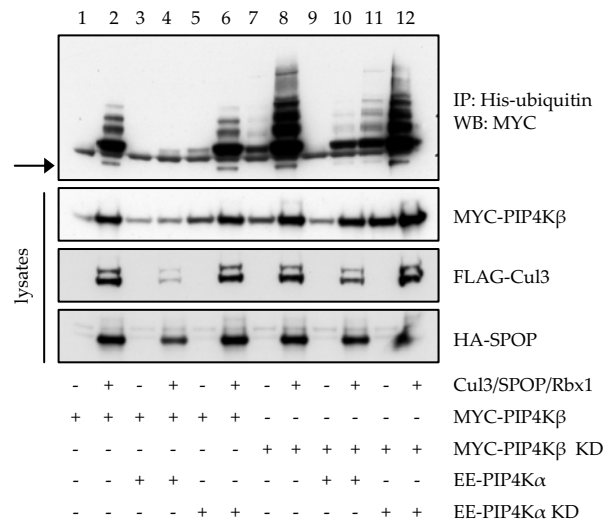 1 2 3 4 5 6 7 8 9 10 11 12
IP: His-ubiquitin
WB: MYC
lysates
MYC-PIP4Kβ
FLAG-Cul3
HA-SPOP
- + - + - + - + - + - + Cul3/SPOP/Rbx1
+ + + + + + - - - - - - MYC-PIP4Kβ
- - - - - - + + + + + + MYC-PIP4Kβ KD
- - + + - - - - + + - - EE-PIP4Kα
- - - - + + - - - - + + EE-PIP4Kα KD